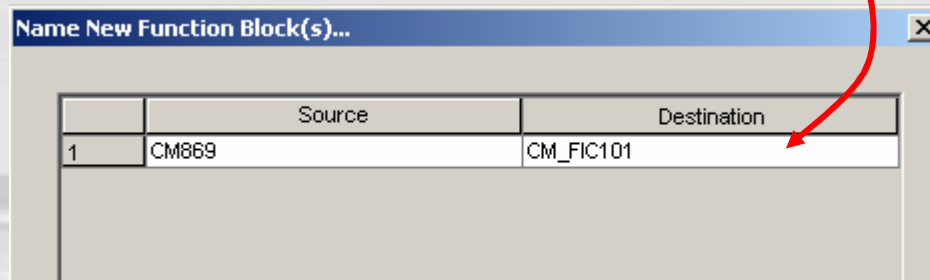 Name New Function Block(s)...
Source Destination
1 CM869 CM_FIC101